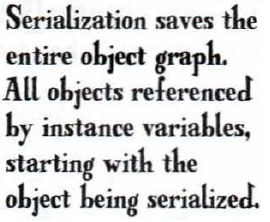 Serialization saves the
entire object graph.
All objects referenced
by instance variables,
starting with the
object being serialized.